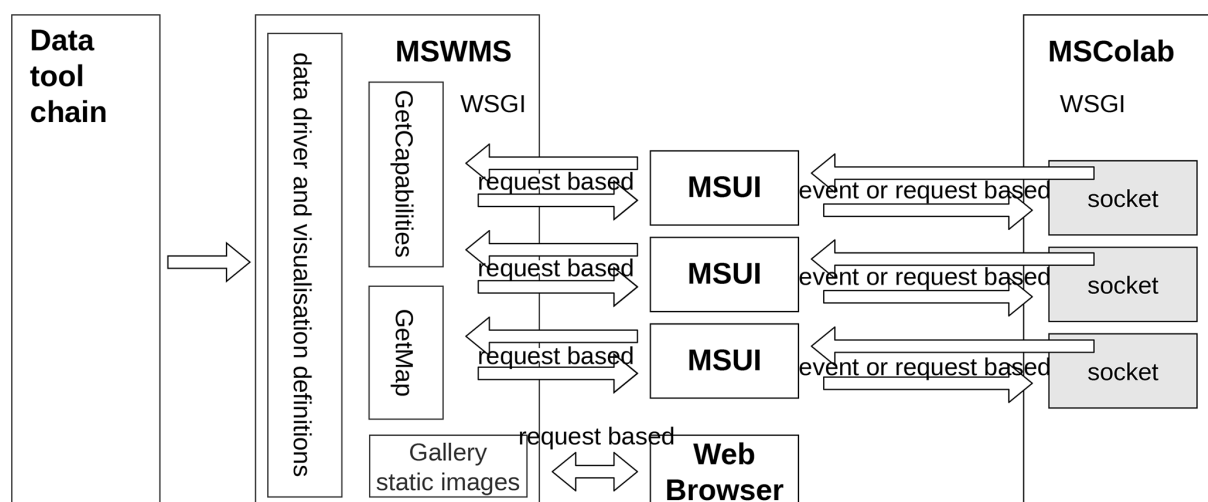 Data
tool
chain
data driver and visualisation definitions
MSWMS
WSGI
GetCapabilities
GetMap
Gallery
static images
request based
request based
request based
request based
MSUI
MSUI
MSUI
Web
Browser
event or request based
event or request based
event or request based
MSColab
WSGI
socket
socket
socket